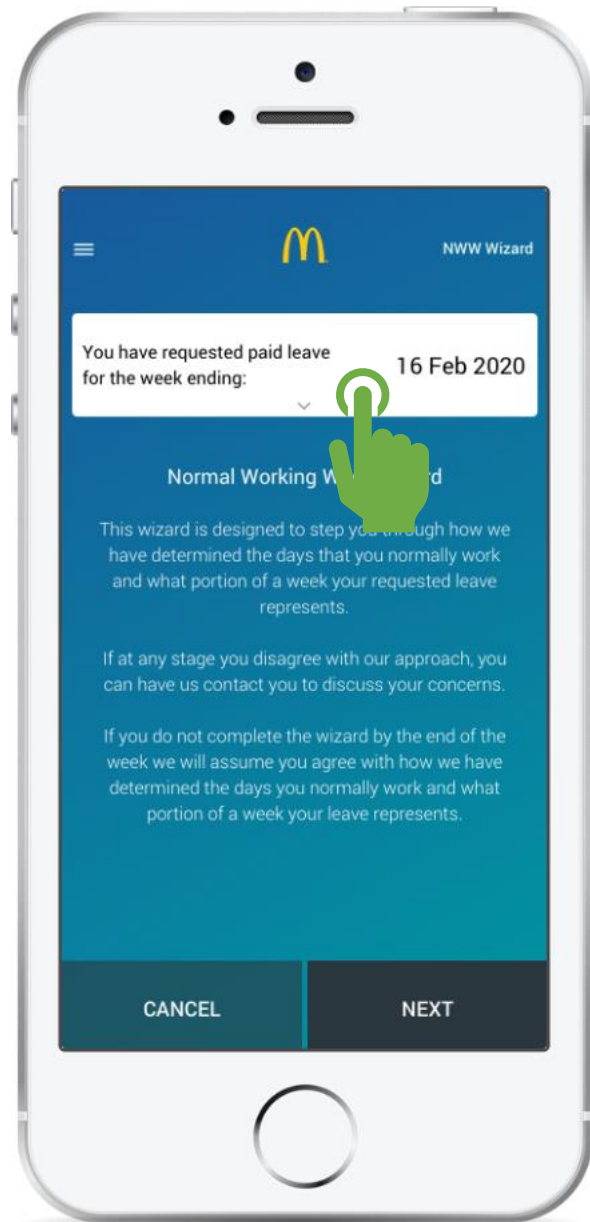 NWW Wizard
You have requested paid leave
for the week ending:
16 Feb 2020
Normal Working W
This wizard is designed to step you through how we
have determined the days that you normally work
and what portion of a week your requested leave
represents.
If at any stage you disagree with our approach, you
can have us contact you to discuss your concerns.
If you do not complete the wizard by the end of the
week we will assume you agree with how we have
determined the days you normally work and what
portion of a week your leave represents.
CANCEL
NEXT